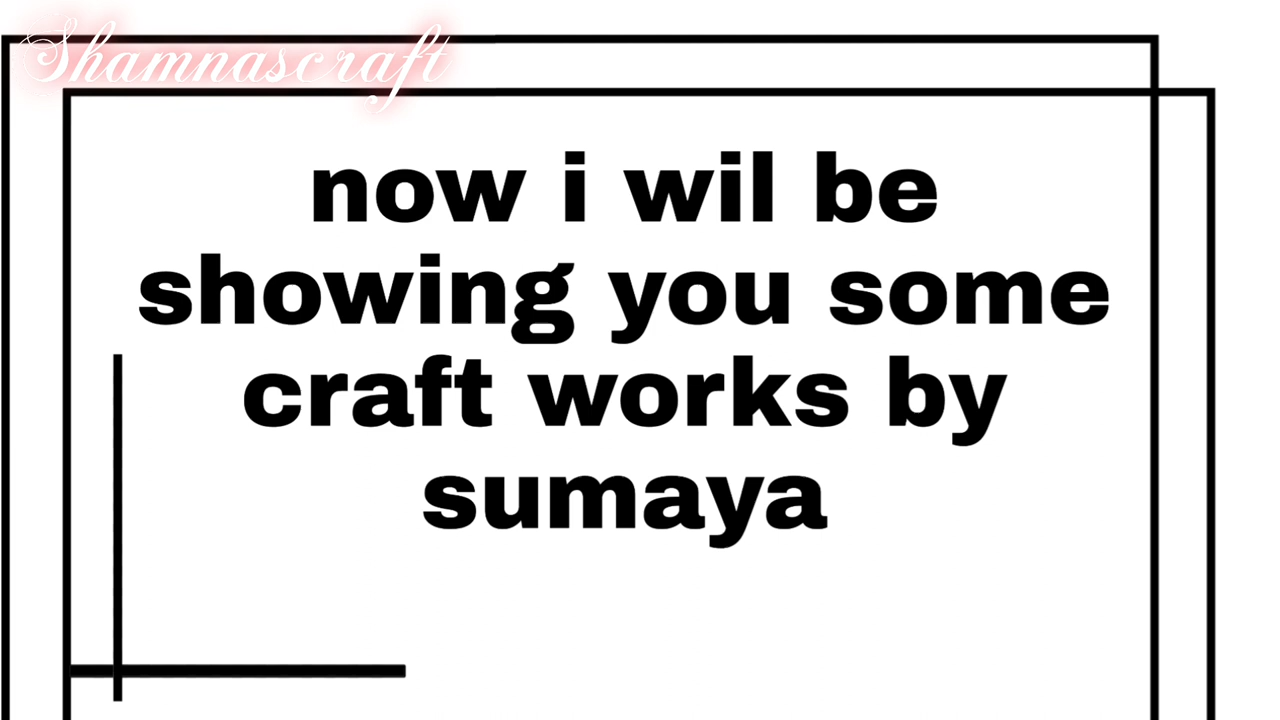 Shamnascraft
now i wil be
showing you some
craft works by
sumaya